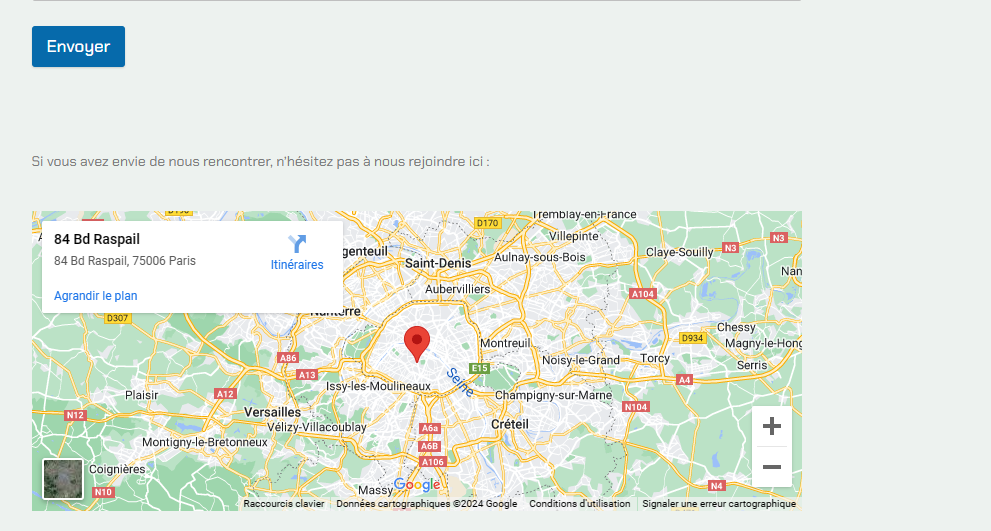 Envoyer
Si vous avez envie de nous rencontrer, n'hésitez pas à nous rejoindre ici :
84 Bd Raspail
84 Bd Raspail, 75006 Paris
Itinéraires
Agrandir le plan
D170
Tremblay-en-France
Villepinte
N3
N3
Claye-Souilly
genteuil
Saint-Denis
Aulnay-sous-Bois
Nan
Aubervilliers
A104
Nanterre
D307
Chessy
D934
Magny-le-Hong
Montreuil
A86
Noisy-le-Grand
Torcy
Serris
E15
A13
Issy-les-Moulineaux
Seine
A4
Plaisir
A12
Champigny-sur-Marne
N104
N12
Versailles
Vélizy-Villacoublay
Créteil
A6a
Montigny-le-Bretonneux
A6B
A106
Coignières
N10
Massy
Google
N4
Raccourcis clavier
Données cartographiques ©2024 Google
Conditions d'utilisation
Signaler une erreur cartographique